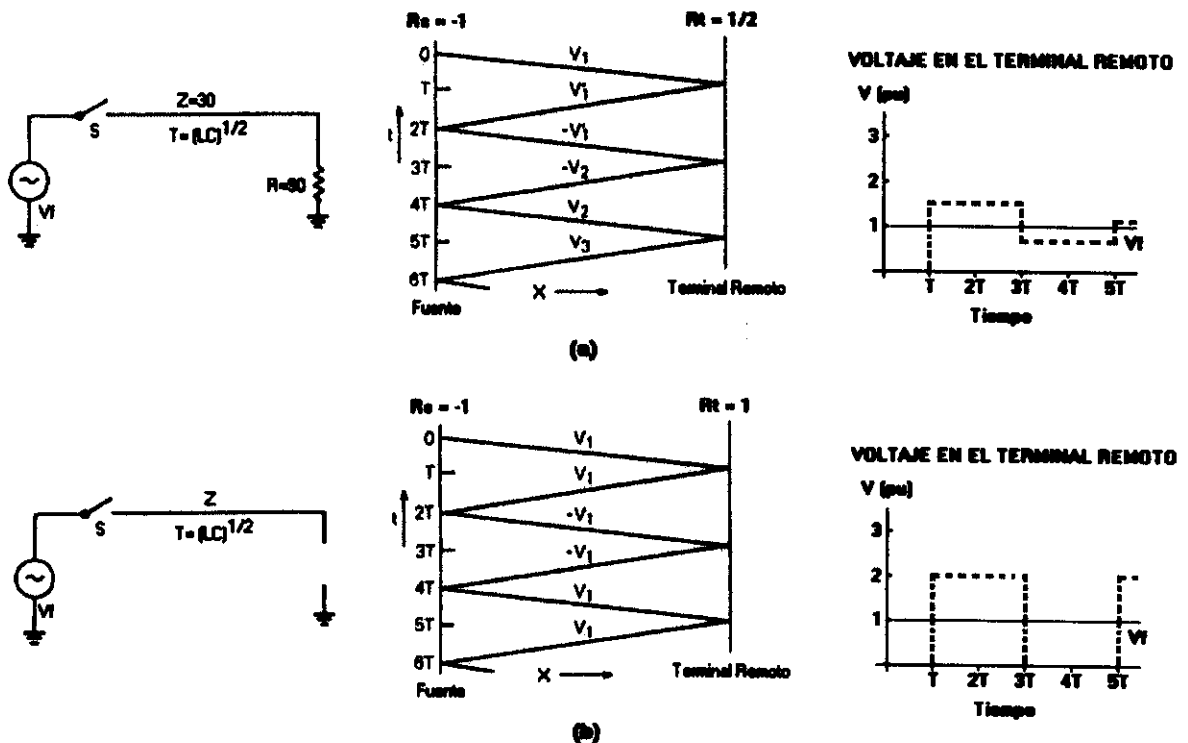 S
Z=30
T = (LC)^1/2
Vf
R=90
Rs = -1
Rt = 1/2
0
T
2T
3T
4T
5T
6T
t
V1
V'1
-V'1
-V2
V2
V3
X
Fuente
Terminal Remoto
VOLTAJE EN EL TERMINAL REMOTO
V (pu)
3
2
1
Vf
T 2T 3T 4T 5T
Tiempo
(a)
S
Z
T = (LC)^1/2
Vf
Rs = -1
Rt = 1
0
T
2T
3T
4T
5T
6T
t
V1
V1
-V1
-V1
V1
V1
X
Fuente
Terminal Remoto
VOLTAJE EN EL TERMINAL REMOTO
V (pu)
3
2
1
Vf
T 2T 3T 4T 5T
Tiempo
(b)